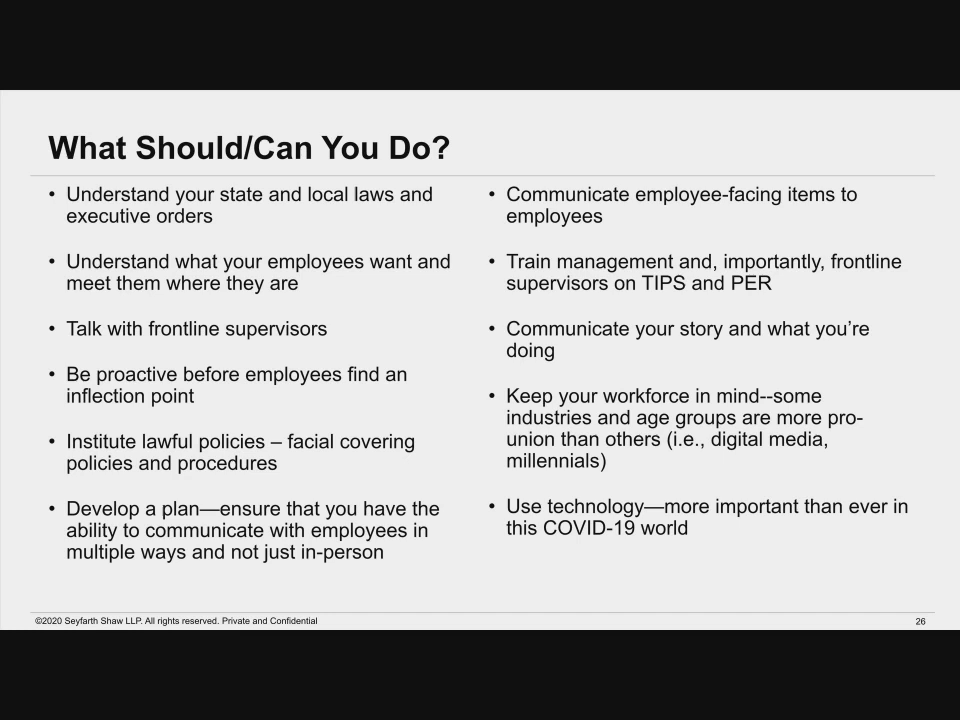 What Should/Can You Do?
• Understand your state and local laws and
executive orders
• Understand what your employees want and
meet them where they are
• Talk with frontline supervisors
• Be proactive before employees find an
inflection point
• Institute lawful policies – facial covering
policies and procedures
• Develop a plan—ensure that you have the
ability to communicate with employees in
multiple ways and not just in-person
• Communicate employee-facing items to
employees
• Train management and, importantly, frontline
supervisors on TIPS and PER
• Communicate your story and what you’re
doing
• Keep your workforce in mind--some
industries and age groups are more pro-
union than others (i.e., digital media,
millennials)
• Use technology—more important than ever in
this COVID-19 world
©2020 Seyfarth Shaw LLP. All rights reserved. Private and Confidential
26